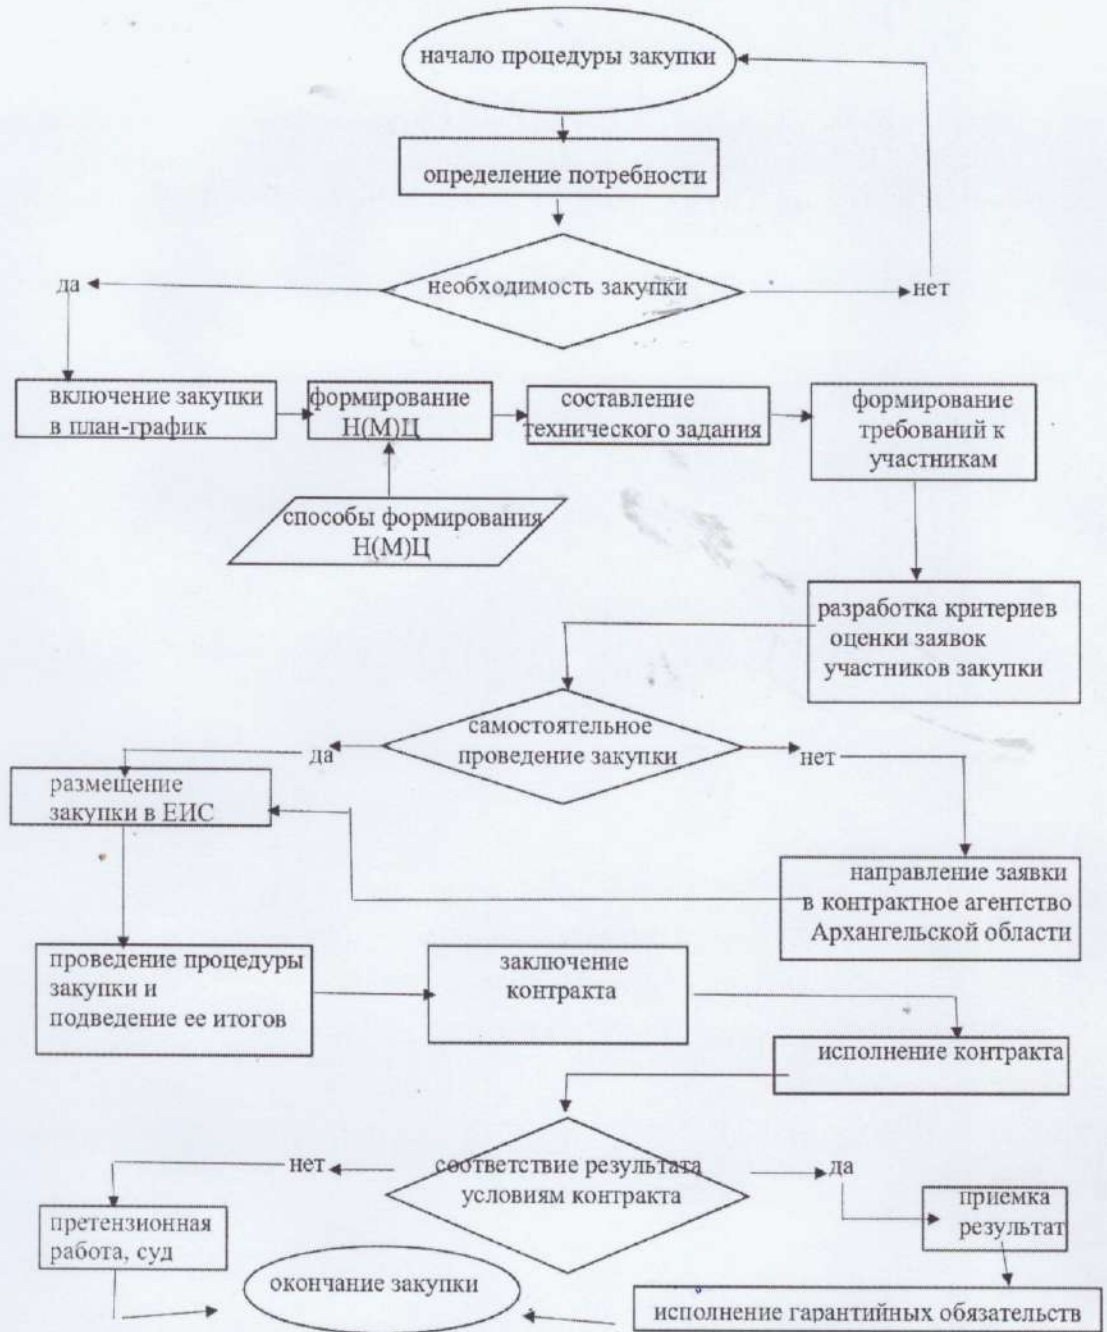 начало процедуры закупки
определение потребности
необходимость закупки
да
нет
включение закупки
в план-график
формирование
Н(М)Ц
составление
технического задания
формирование
требований к
участникам
способы формирования
Н(М)Ц
разработка критериев
оценки заявок
участников закупки
самостоятельное
проведение закупки
да
нет
размещение
закупки в ЕИС
направление заявки
в контрактное агентство
Архангельской области
проведение процедуры
закупки и
подведение ее итогов
заключение
контракта
исполнение контракта
соответствие результата
условиям контракта
нет
да
претензионная
работа, суд
приемка
результат
окончание закупки
исполнение гарантийных обязательств